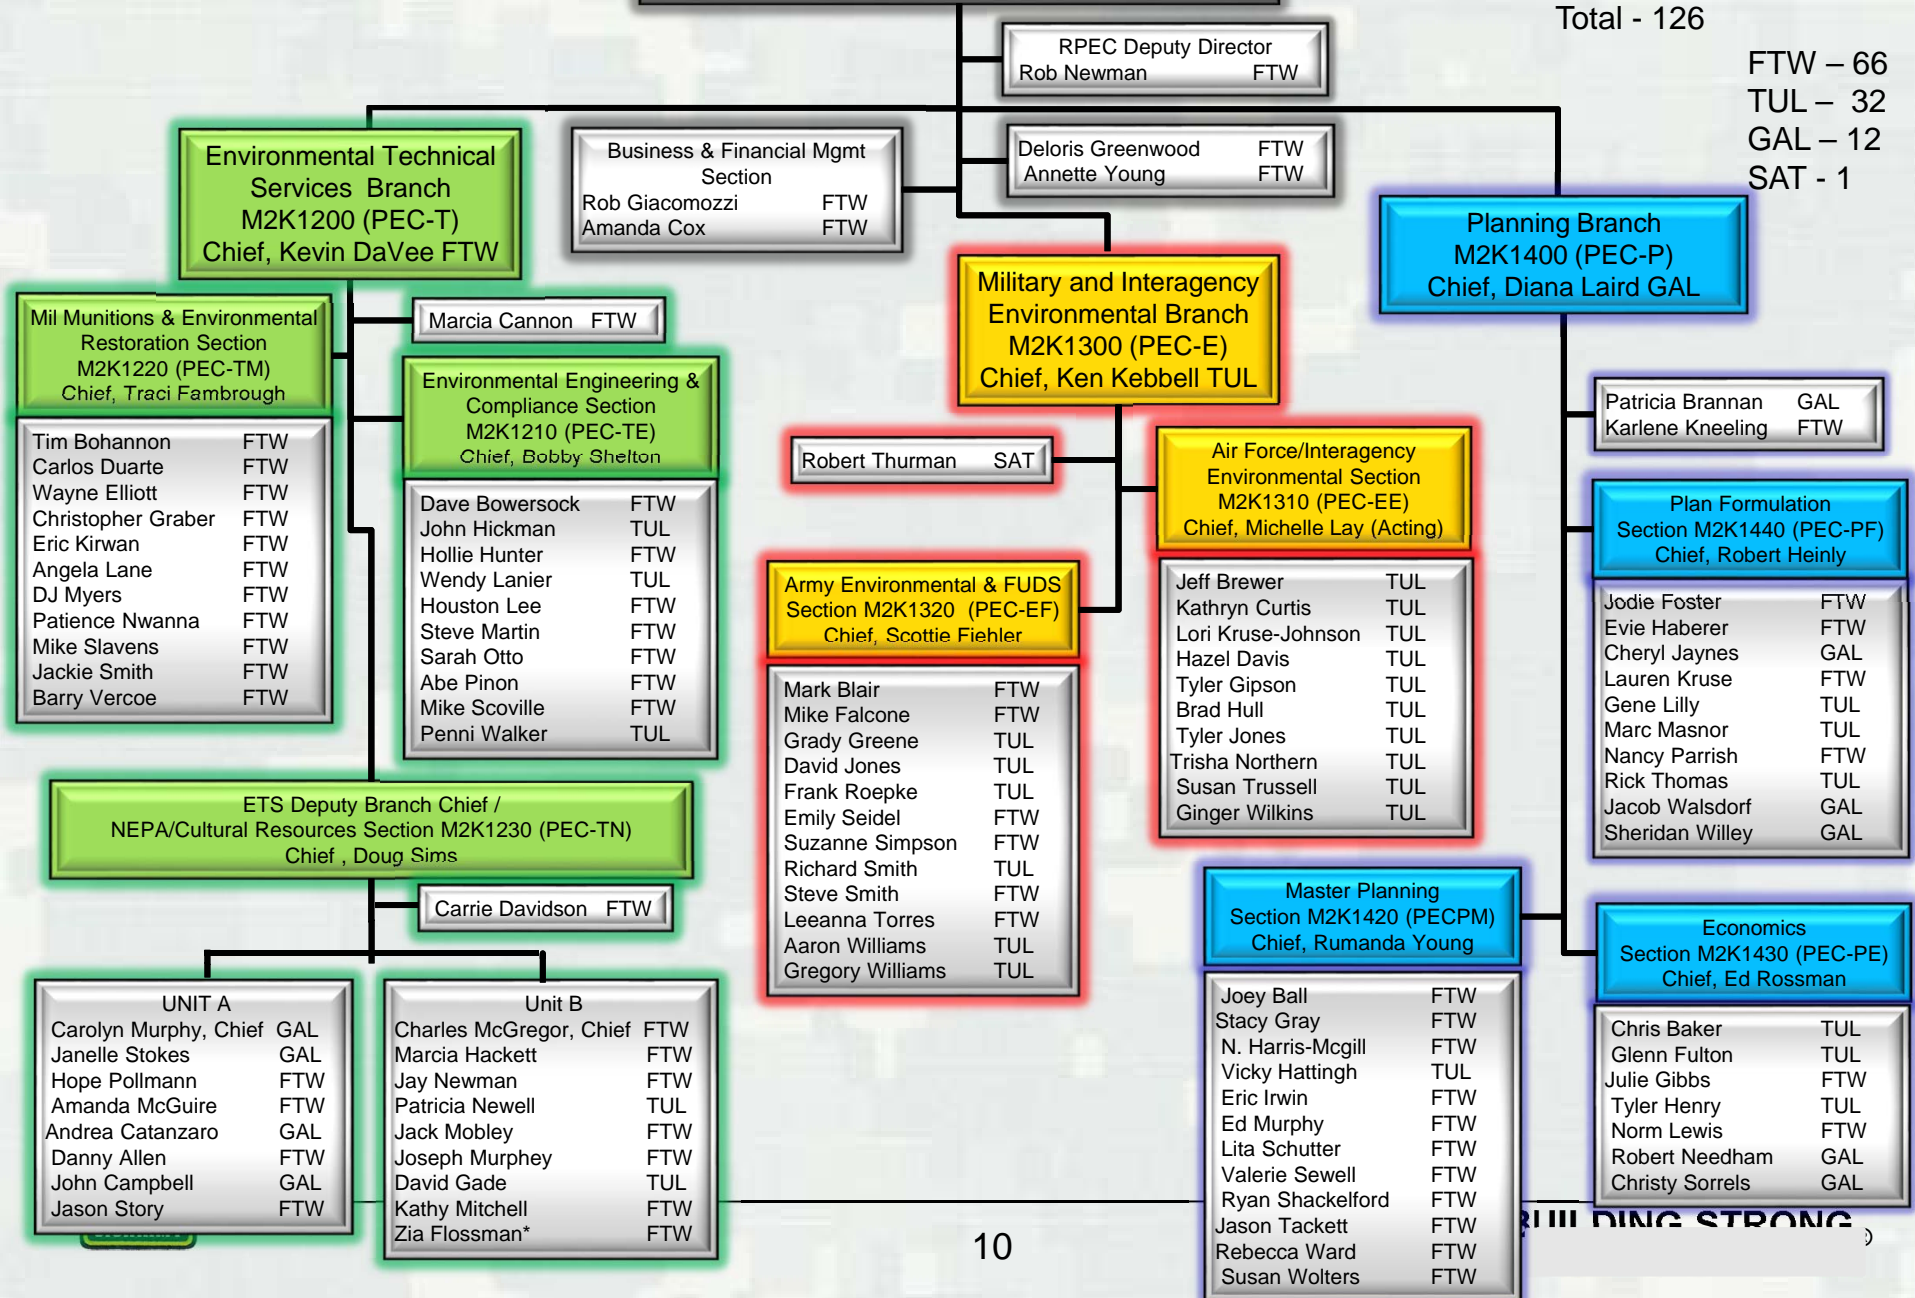 Total - 126
FTW – 66
TUL – 32
GAL – 12
SAT - 1
RPEC Deputy Director
Rob Newman FTW
Deloris Greenwood FTW
Annette Young FTW
Business & Financial Mgmt
Section
Rob Giacomozzi FTW
Amanda Cox FTW
Environmental Technical
Services Branch
M2K1200 (PEC-T)
Chief, Kevin DaVee FTW
Marcia Cannon FTW
Mil Munitions & Environmental
Restoration Section
M2K1220 (PEC-TM)
Chief, Traci Fambrough
Tim Bohannon FTW
Carlos Duarte FTW
Wayne Elliott FTW
Christopher Graber FTW
Eric Kirwan FTW
Angela Lane FTW
DJ Myers FTW
Patience Nwanna FTW
Mike Slavens FTW
Jackie Smith FTW
Barry Vercoe FTW
Environmental Engineering &
Compliance Section
M2K1210 (PEC-TE)
Chief, Bobby Shelton
Dave Bowersock FTW
John Hickman TUL
Hollie Hunter FTW
Wendy Lanier TUL
Houston Lee FTW
Steve Martin FTW
Sarah Otto FTW
Abe Pinon FTW
Mike Scoville FTW
Penni Walker TUL
ETS Deputy Branch Chief /
NEPA/Cultural Resources Section M2K1230 (PEC-TN)
Chief , Doug Sims
Carrie Davidson FTW
UNIT A
Carolyn Murphy, Chief GAL
Janelle Stokes GAL
Hope Pollmann FTW
Amanda McGuire FTW
Andrea Catanzaro GAL
Danny Allen FTW
John Campbell GAL
Jason Story FTW
Unit B
Charles McGregor, Chief FTW
Marcia Hackett FTW
Jay Newman FTW
Patricia Newell TUL
Jack Mobley FTW
Joseph Murphey FTW
David Gade TUL
Kathy Mitchell FTW
Zia Flossman* FTW
Military and Interagency
Environmental Branch
M2K1300 (PEC-E)
Chief, Ken Kebbell TUL
Robert Thurman SAT
Army Environmental & FUDS
Section M2K1320 (PEC-EF)
Chief, Scottie Fiehler
Mark Blair FTW
Mike Falcone FTW
Grady Greene TUL
David Jones TUL
Frank Roepke TUL
Emily Seidel FTW
Suzanne Simpson FTW
Richard Smith TUL
Steve Smith FTW
Leeanna Torres FTW
Aaron Williams TUL
Gregory Williams TUL
Air Force/Interagency
Environmental Section
M2K1310 (PEC-EE)
Chief, Michelle Lay (Acting)
Jeff Brewer TUL
Kathryn Curtis TUL
Lori Kruse-Johnson TUL
Hazel Davis TUL
Tyler Gipson TUL
Brad Hull TUL
Tyler Jones TUL
Trisha Northern TUL
Susan Trussell TUL
Ginger Wilkins TUL
Planning Branch
M2K1400 (PEC-P)
Chief, Diana Laird GAL
Patricia Brannan GAL
Karlene Kneeling FTW
Plan Formulation
Section M2K1440 (PEC-PF)
Chief, Robert Heinly
Jodie Foster FTW
Evie Haberer FTW
Cheryl Jaynes GAL
Lauren Kruse FTW
Gene Lilly TUL
Marc Masnor TUL
Nancy Parrish FTW
Rick Thomas TUL
Jacob Walsdorf GAL
Sheridan Willey GAL
Master Planning
Section M2K1420 (PECPM)
Chief, Rumanda Young
Joey Ball FTW
Stacy Gray FTW
N. Harris-Mcgill FTW
Vicky Hattingh TUL
Eric Irwin FTW
Ed Murphy FTW
Lita Schutter FTW
Valerie Sewell FTW
Ryan Shackelford FTW
Jason Tackett FTW
Rebecca Ward FTW
Susan Wolters FTW
Economics
Section M2K1430 (PEC-PE)
Chief, Ed Rossman
Chris Baker TUL
Glenn Fulton TUL
Julie Gibbs FTW
Tyler Henry TUL
Norm Lewis FTW
Robert Needham GAL
Christy Sorrels GAL
10
BUILDING STRONG®